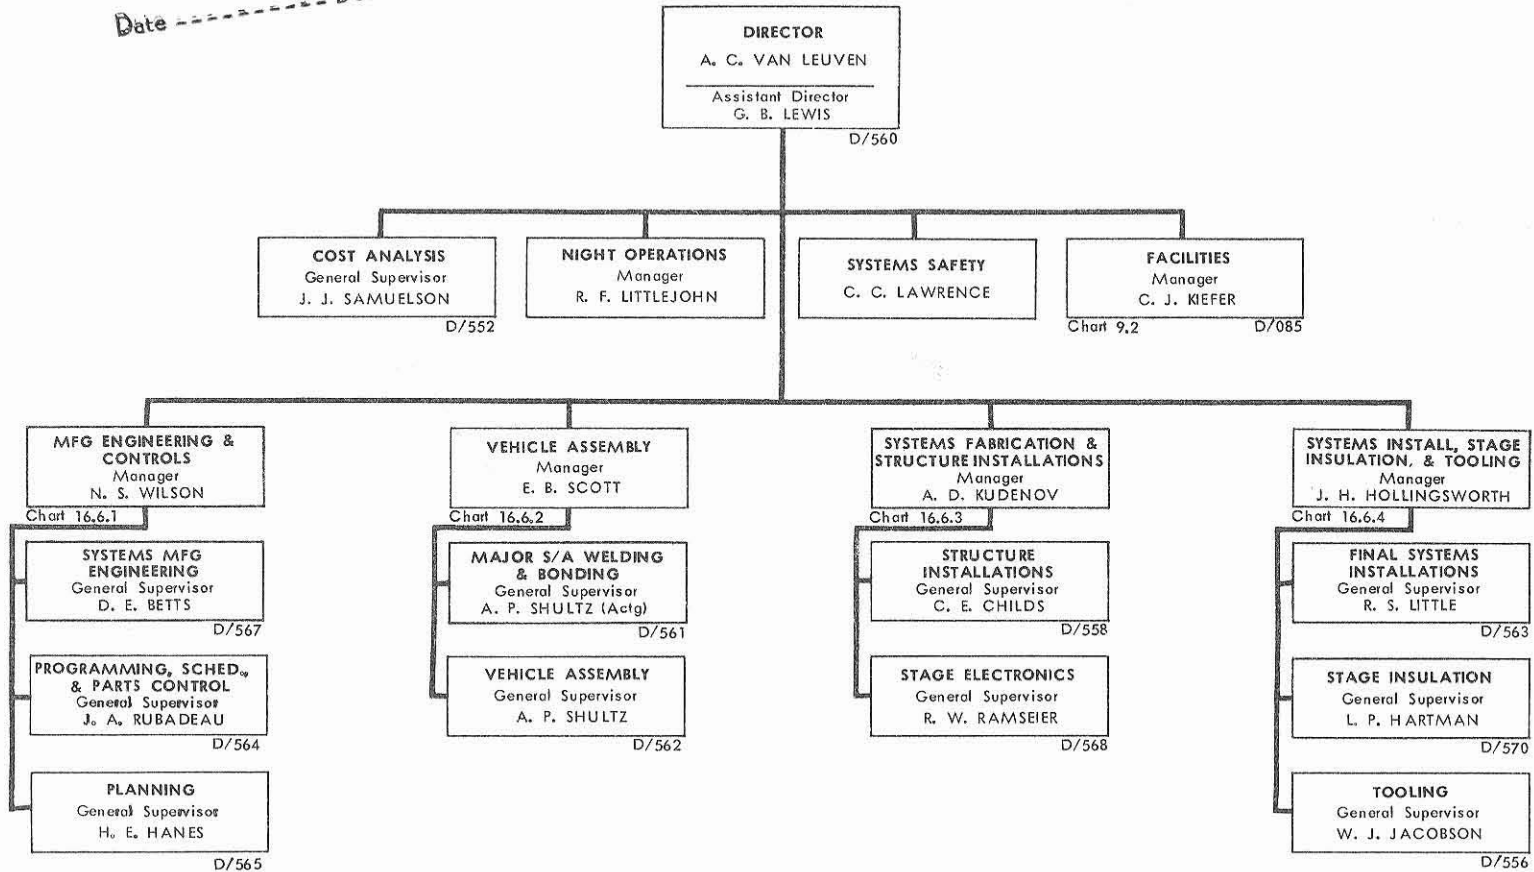 Date
DIRECTOR
A. C. VAN LEUVEN
Assistant Director
G. B. LEWIS
D/560
COST ANALYSIS
General Supervisor
J. J. SAMUELSON
D/552
NIGHT OPERATIONS
Manager
R. F. LITTLEJOHN
SYSTEMS SAFETY
C. C. LAWRENCE
FACILITIES
Manager
C. J. KIEFER
Chart 9.2 D/085
MFG ENGINEERING &
CONTROLS
Manager
N. S. WILSON
Chart 16.6.1
SYSTEMS MFG
ENGINEERING
General Supervisor
D. E. BETTS
D/567
PROGRAMMING, SCHED.,
& PARTS CONTROL
General Supervisor
J. A. RUBADEAU
D/564
PLANNING
General Supervisor
H. E. HANES
D/565
VEHICLE ASSEMBLY
Manager
E. B. SCOTT
Chart 16.6.2
MAJOR S/A WELDING
& BONDING
General Supervisor
A. P. SHULTZ (Actg)
D/561
VEHICLE ASSEMBLY
General Supervisor
A. P. SHULTZ
D/562
SYSTEMS FABRICATION &
STRUCTURE INSTALLATIONS
Manager
A. D. KUDENOV
Chart 16.6.3
STRUCTURE
INSTALLATIONS
General Supervisor
C. E. CHILDS
D/558
STAGE ELECTRONICS
General Supervisor
R. W. RAMSEIER
D/568
SYSTEMS INSTALL, STAGE
INSULATION, & TOOLING
Manager
J. H. HOLLINGSWORTH
Chart 16.6.4
FINAL SYSTEMS
INSTALLATIONS
General Supervisor
R. S. LITTLE
D/563
STAGE INSULATION
General Supervisor
L. P. HARTMAN
D/570
TOOLING
General Supervisor
W. J. JACOBSON
D/556